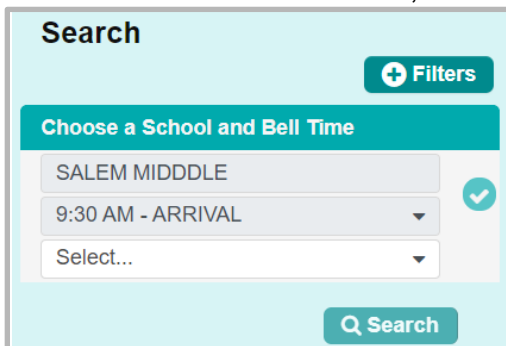 Search
Filters
Choose a School and Bell Time
SALEM MIDDDLE
9:30 AM - ARRIVAL
Select...
Search